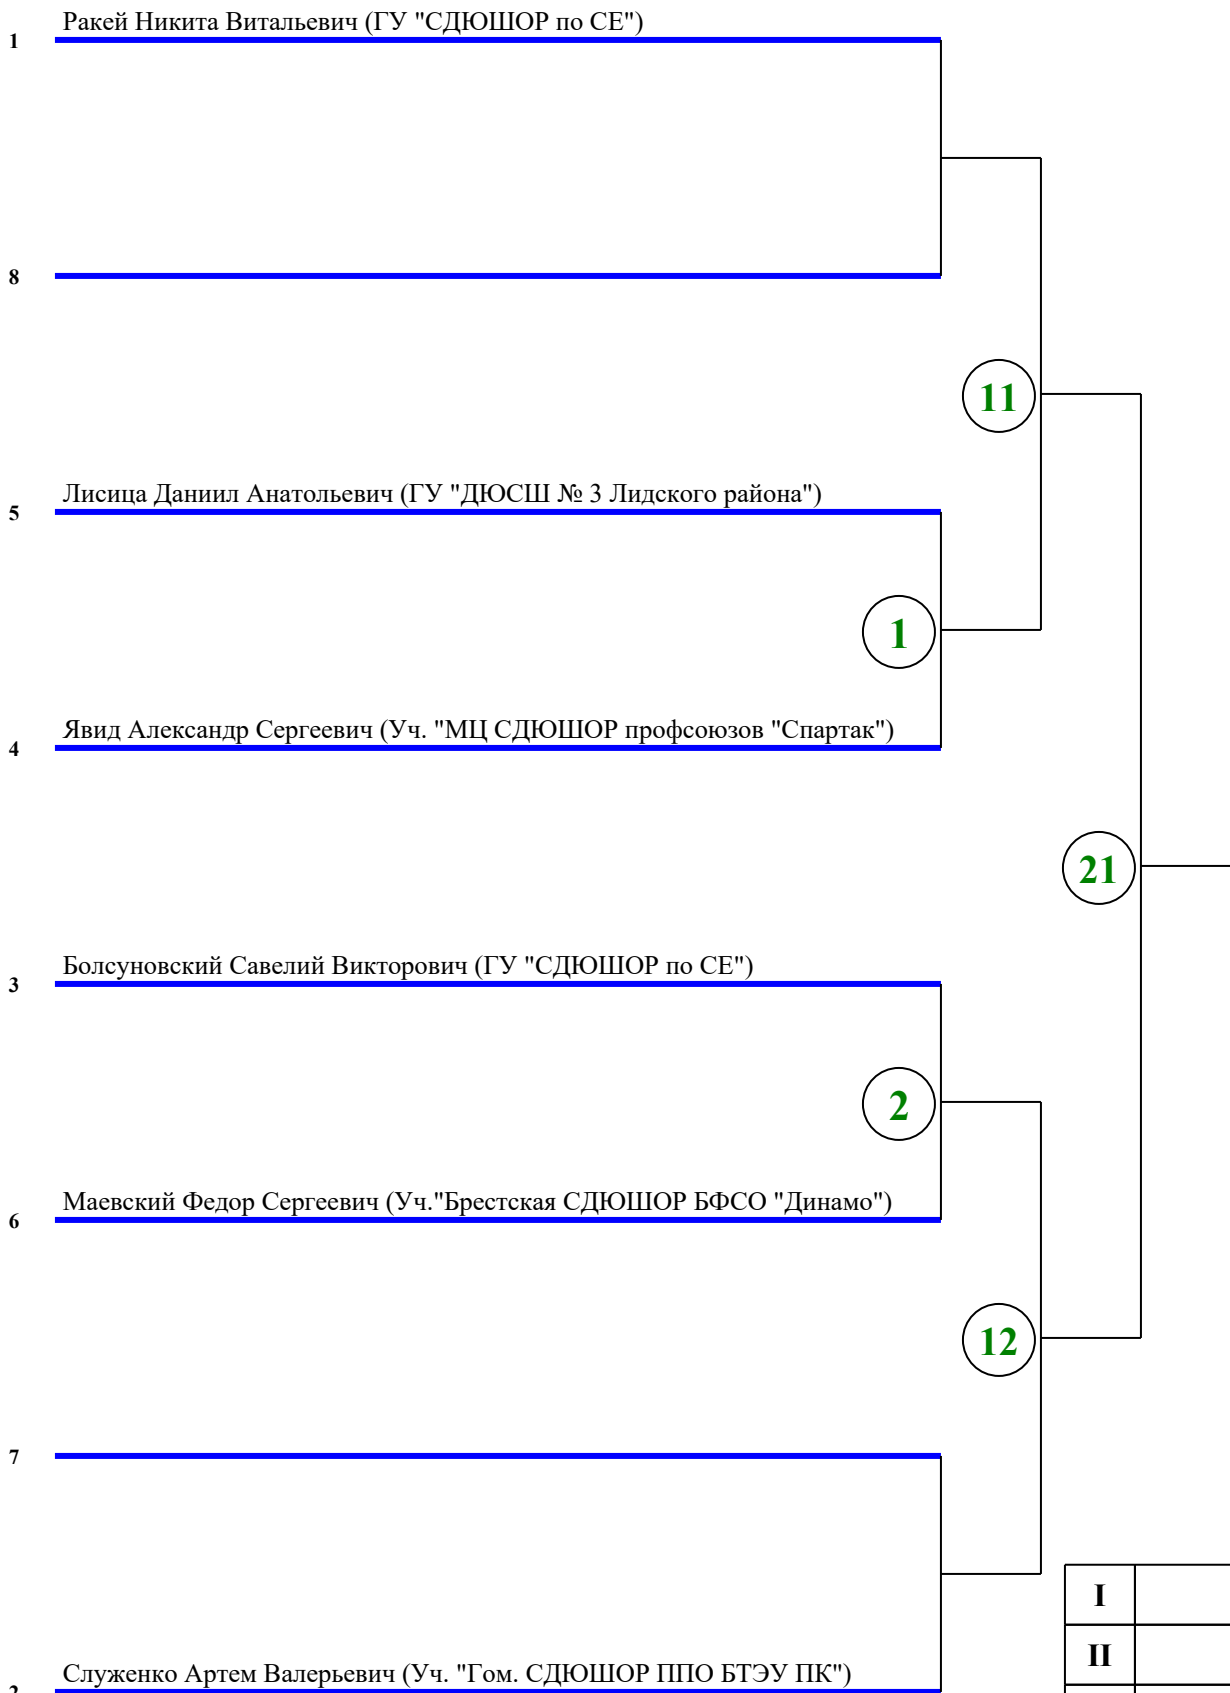 Ракей Никита Витальевич (ГУ "СДЮШОР по СЕ")
1
8
11
Лисица Даниил Анатольевич (ГУ "ДЮСШ № 3 Лидского района")
5
1
Явид Александр Сергеевич (Уч. "МЦ СДЮШОР профсоюзов "Спартак")
4
21
Болсуновский Савелий Викторович (ГУ "СДЮШОР по СЕ")
3
2
Маевский Федор Сергеевич (Уч."Брестская СДЮШОР БФСО "Динамо")
6
12
7
I
II
Служенко Артем Валерьевич (Уч. "Гом. СДЮШОР ППО БТЭУ ПК")
2